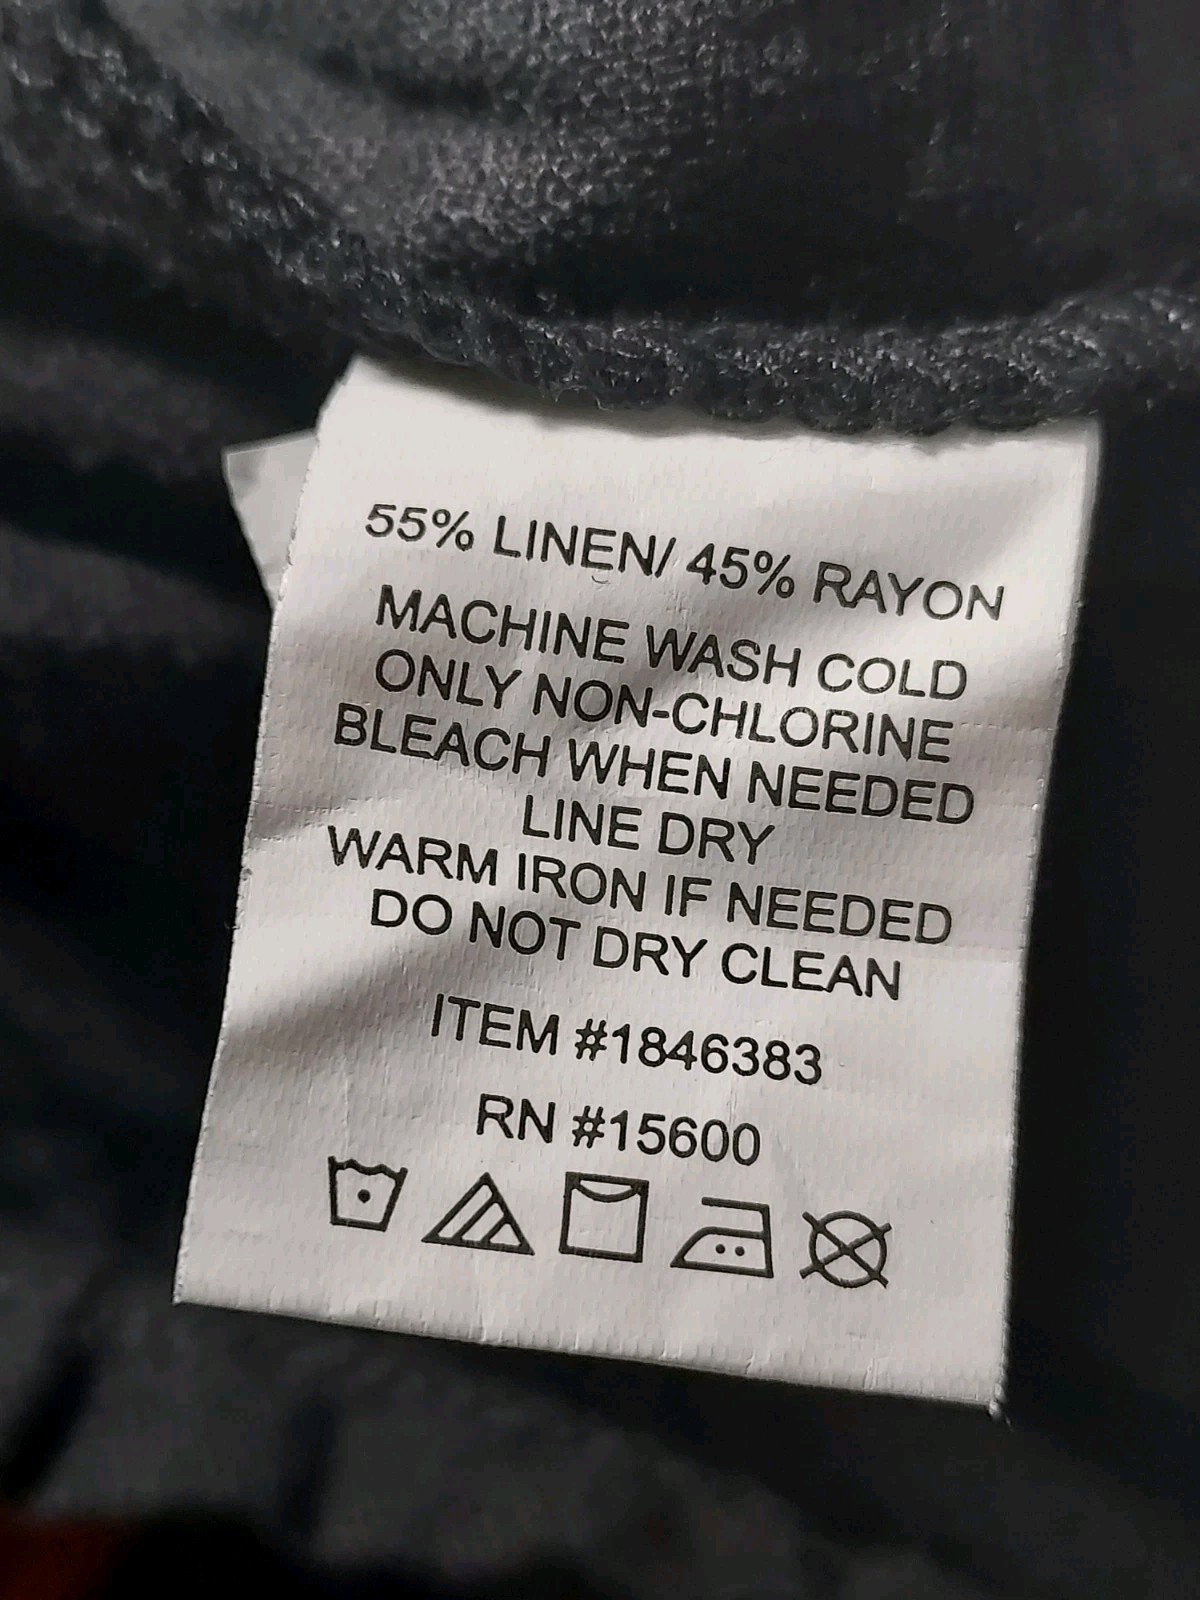 55% LINEN/ 45% RAYON
MACHINE WASH COLD
ONLY NON-CHLORINE
BLEACH WHEN NEEDED
LINE DRY
WARM IRON IF NEEDED
DO NOT DRY CLEAN
ITEM #1846383
RN #15600